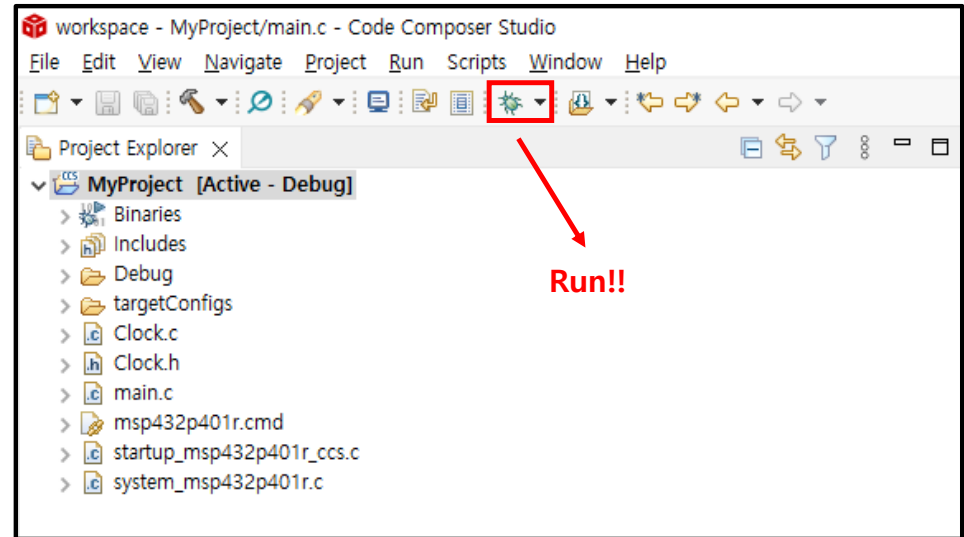 workspace - MyProject/main.c - Code Composer Studio
File Edit View Navigate Project Run Scripts Window Help
Project Explorer
MyProject [Active - Debug]
Binaries
Includes
Debug
Run!!
targetConfigs
Clock.c
Clock.h
main.c
msp432p401r.cmd
startup_msp432p401r_ccs.c
system_msp432p401r.c